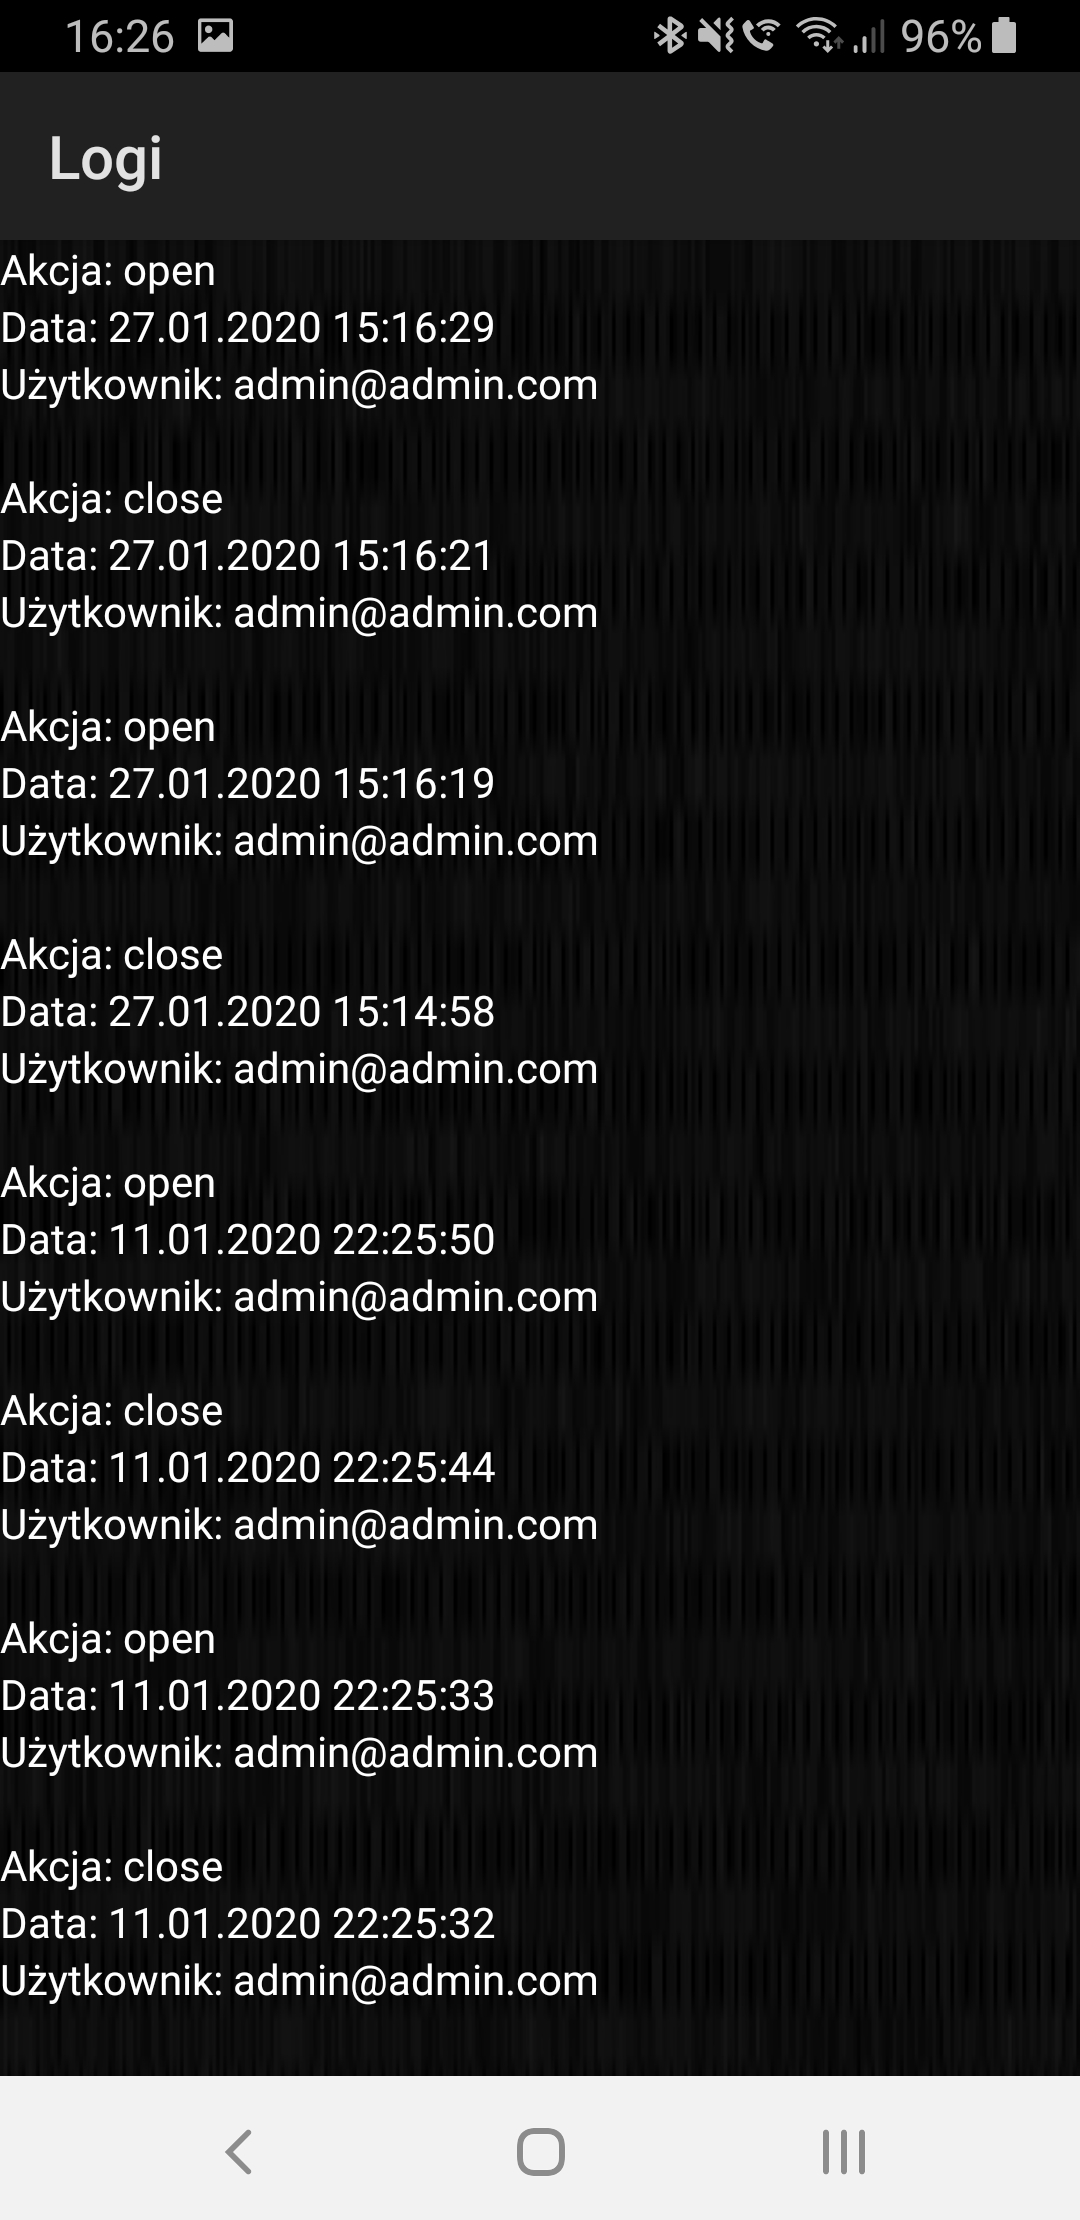 16:26 96%
Logi
Akcja: open
Data: 27.01.2020 15:16:29
Użytkownik: admin@admin.com
Akcja: close
Data: 27.01.2020 15:16:21
Użytkownik: admin@admin.com
Akcja: open
Data: 27.01.2020 15:16:19
Użytkownik: admin@admin.com
Akcja: close
Data: 27.01.2020 15:14:58
Użytkownik: admin@admin.com
Akcja: open
Data: 11.01.2020 22:25:50
Użytkownik: admin@admin.com
Akcja: close
Data: 11.01.2020 22:25:44
Użytkownik: admin@admin.com
Akcja: open
Data: 11.01.2020 22:25:33
Użytkownik: admin@admin.com
Akcja: close
Data: 11.01.2020 22:25:32
Użytkownik: admin@admin.com